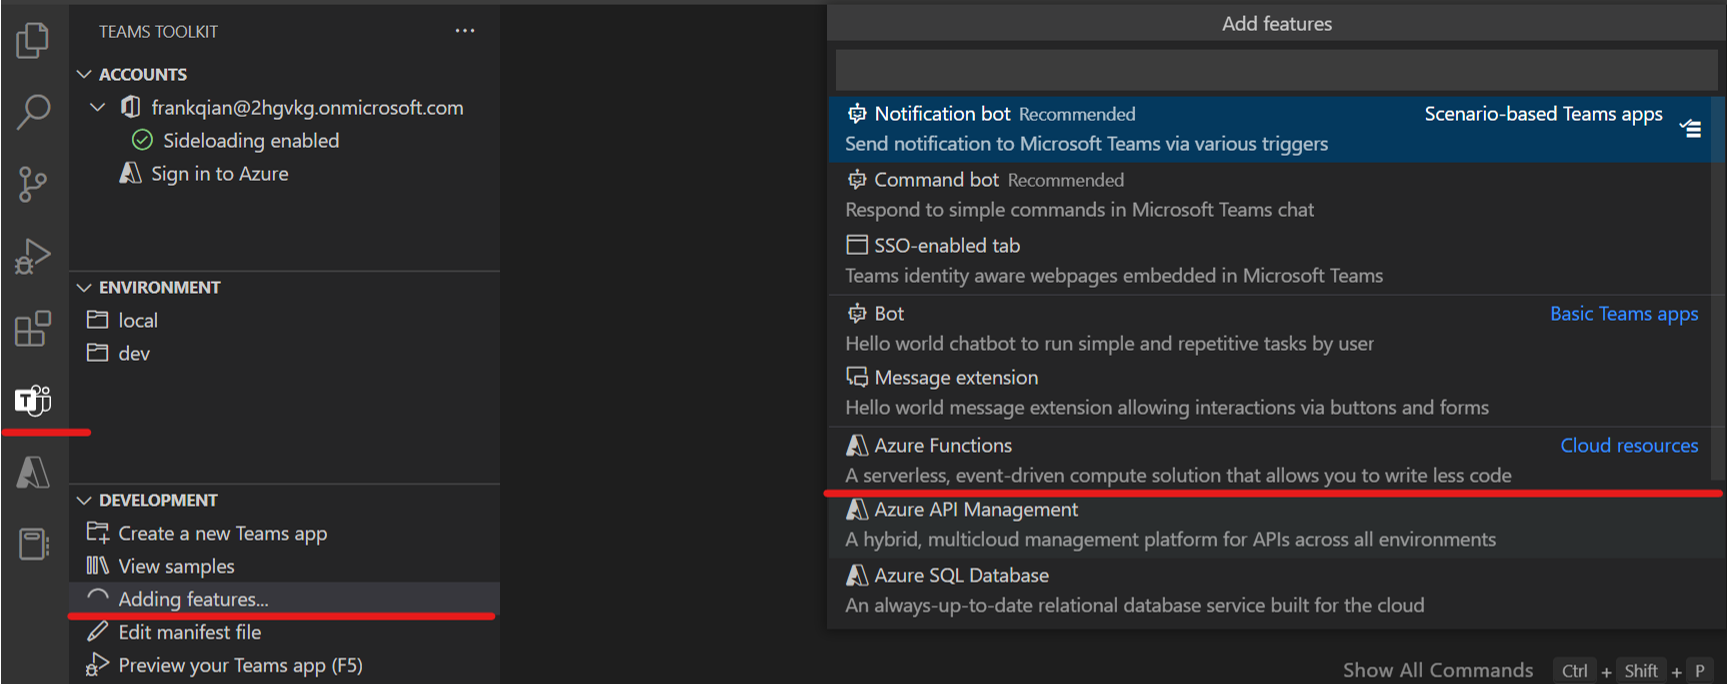 TEAMS TOOLKIT
ACCOUNTS
frankqian@2hgvkg.onmicrosoft.com
Sideloading enabled
Sign in to Azure
ENVIRONMENT
local
dev
DEVELOPMENT
Create a new Teams app
View samples
Adding features...
Edit manifest file
Preview your Teams app (F5)
Add features
Notification bot Recommended Scenario-based Teams apps
Send notification to Microsoft Teams via various triggers
Command bot Recommended
Respond to simple commands in Microsoft Teams chat
SSO-enabled tab
Teams identity aware webpages embedded in Microsoft Teams
Bot Basic Teams apps
Hello world chatbot to run simple and repetitive tasks by user
Message extension
Hello world message extension allowing interactions via buttons and forms
Azure Functions Cloud resources
A serverless, event-driven compute solution that allows you to write less code
Azure API Management
A hybrid, multicloud management platform for APIs across all environments
Azure SQL Database
An always-up-to-date relational database service built for the cloud
Show All Commands Ctrl + Shift + P